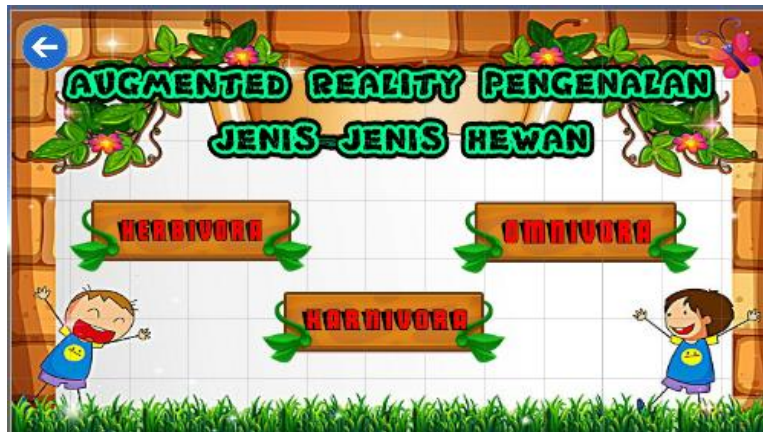 AUGMENTED REALITY PENGENALAN
JENIS-JENIS HEWAN
HERBIVORA
OMNIVORA
KARNIVORA